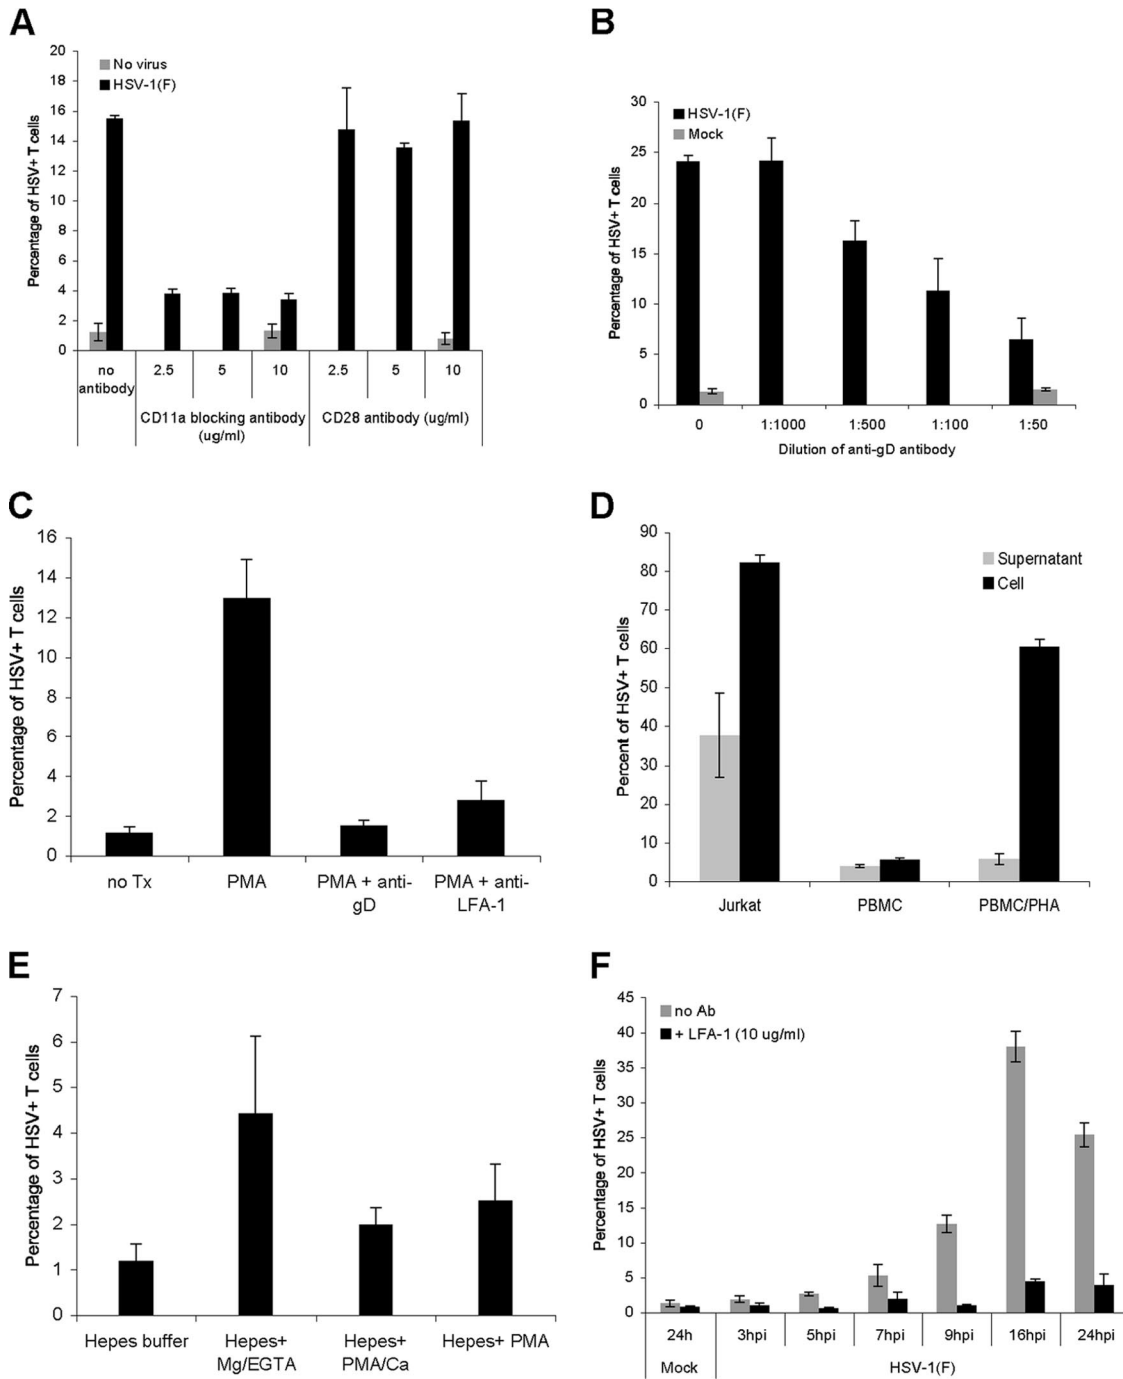 A
20
18
16
14
12
10
8
6
4
2
0
Percentage of HSV+ T cells
No virus
HSV-1(F)
no antibody
2.5
5
10
2.5
5
10
CD11a blocking antibody (ug/ml)
CD28 antibody (ug/ml)
B
30
25
20
15
10
5
0
Percentage of HSV+ T cells
HSV-1(F)
Mock
0
1:1000
1:500
1:100
1:50
Dilution of anti-gD antibody
C
16
14
12
10
8
6
4
2
0
Percentage of HSV+ T cells
no Tx
PMA
PMA + anti-
gD
PMA + anti-
LFA-1
D
90
80
70
60
50
40
30
20
10
0
Percent of HSV+ T cells
Supernatant
Cell
Jurkat
PBMC
PBMC/PHA
E
7
6
5
4
3
2
1
0
Percentage of HSV+ T cells
Hepes buffer
Hepes+
Mg/EGTA
Hepes+
PMA/Ca
Hepes+ PMA
F
45
40
35
30
25
20
15
10
5
0
Percentage of HSV+ T cells
no Ab
+ LFA-1 (10 ug/ml)
24h
3hpi
5hpi
7hpi
9hpi
16hpi
24hpi
Mock
HSV-1(F)